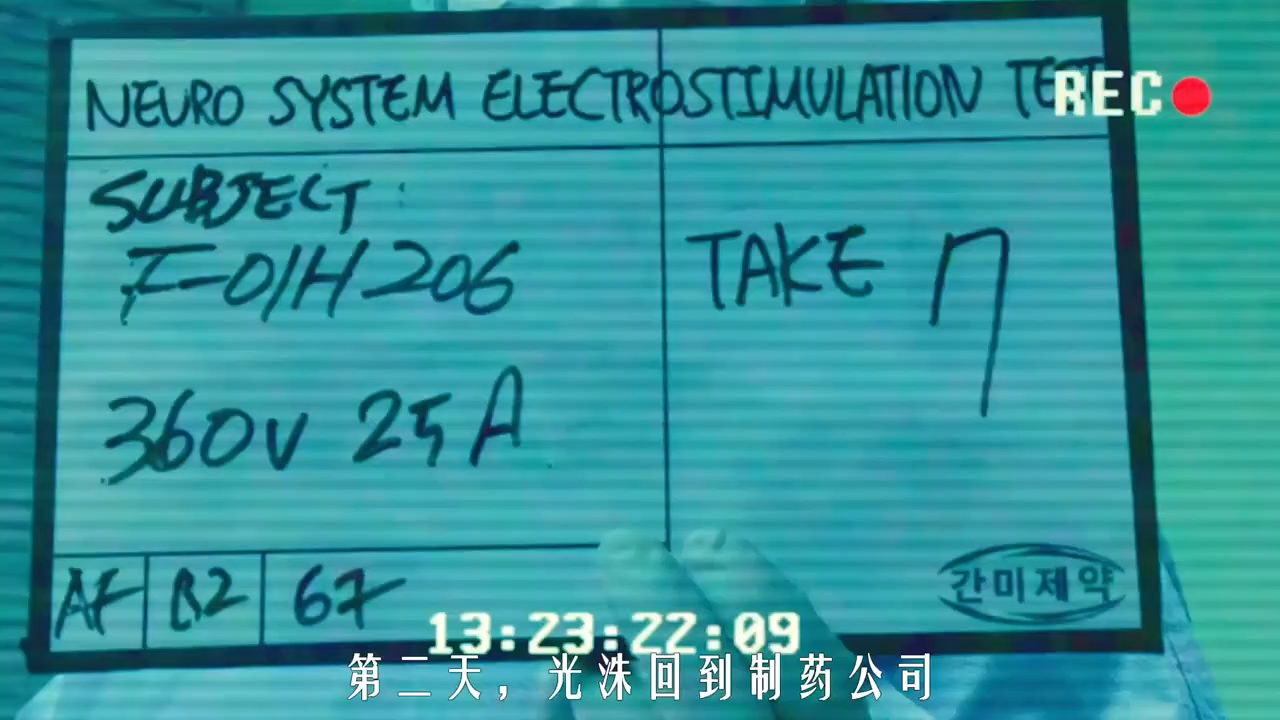 NEURO SYSTEM ELECTROSTIMULATION TEST
REC
SUBJECT:
F-01H206
TAKE 7
360V 25A
AF B2 67
간미제약
13:23:22:09
第二天，光洙回到制药公司